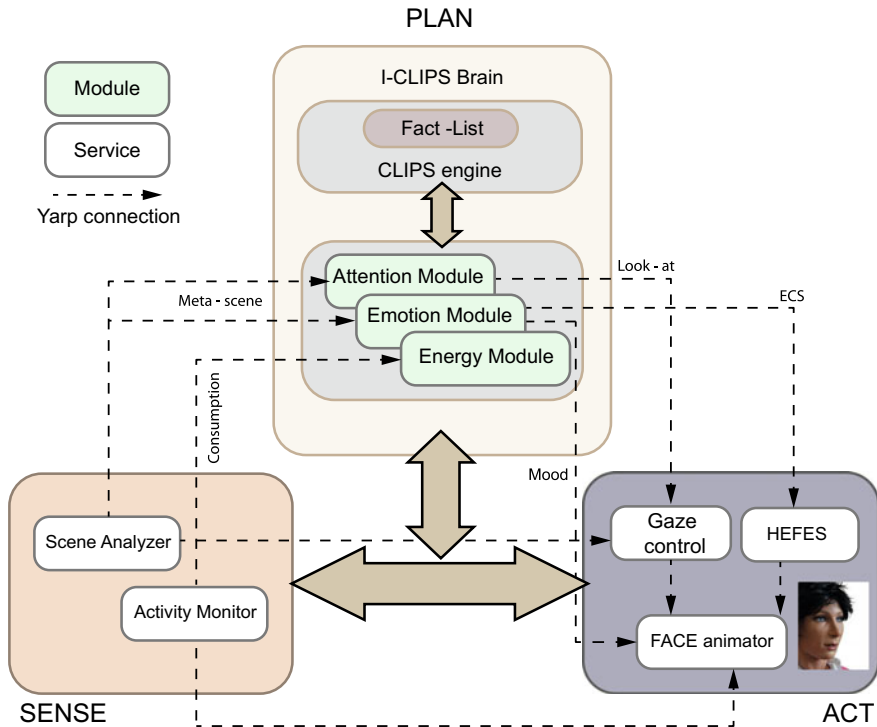 PLAN
I-CLIPS Brain
Module
Fact -List
Service
CLIPS engine
Yarp connection
Attention Module
Look - at
Meta - scene
ECS
Emotion Module
Energy Module
Consumption
Mood
Scene Analyzer
Gaze
control
HEFES
Activity Monitor
FACE animator
SENSE
ACT